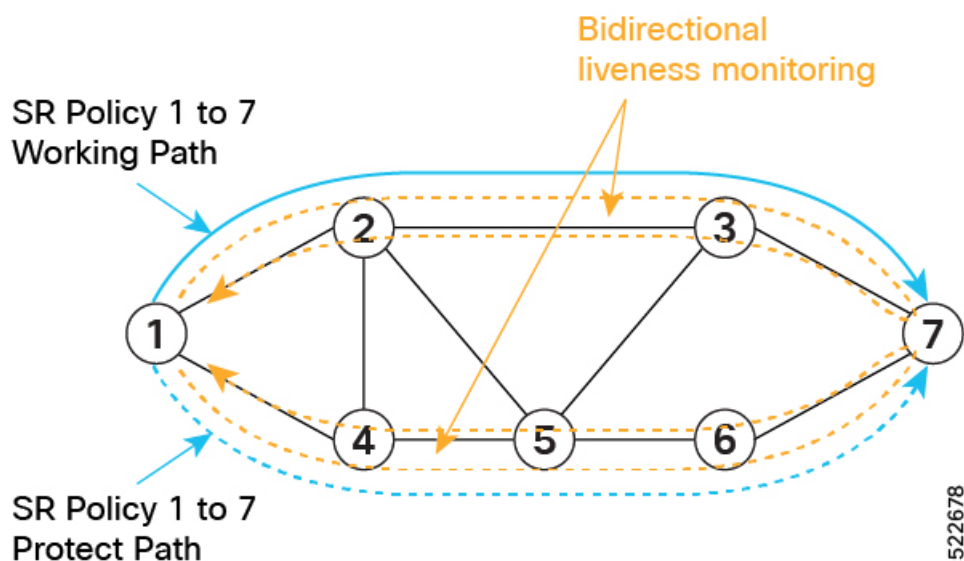 Bidirectional
liveness monitoring
SR Policy 1 to 7
Working Path
2
3
1
7
4
5
6
SR Policy 1 to 7
Protect Path
522678